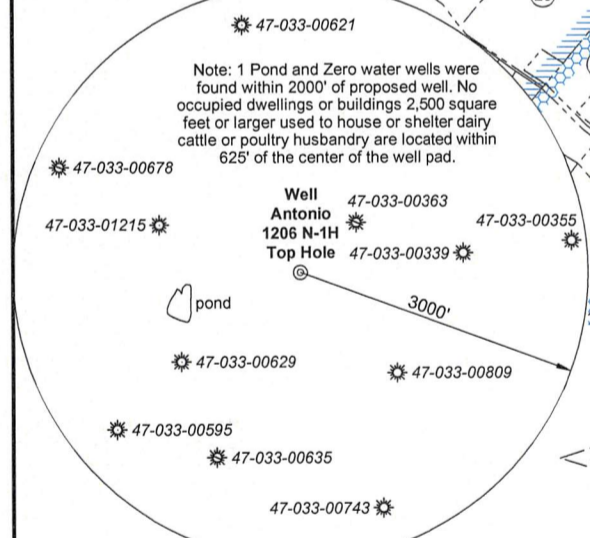 47-033-00621
Note: 1 Pond and Zero water wells were
found within 2000' of proposed well. No
occupied dwellings or buildings 2,500 square
feet or larger used to house or shelter dairy
cattle or poultry husbandry are located within
625' of the center of the well pad.
47-033-00678
47-033-01215
Well
Antonio
1206 N-1H
Top Hole
47-033-00363
47-033-00339
47-033-00355
pond
3000'
47-033-00629
47-033-00809
47-033-00595
47-033-00635
47-033-00743